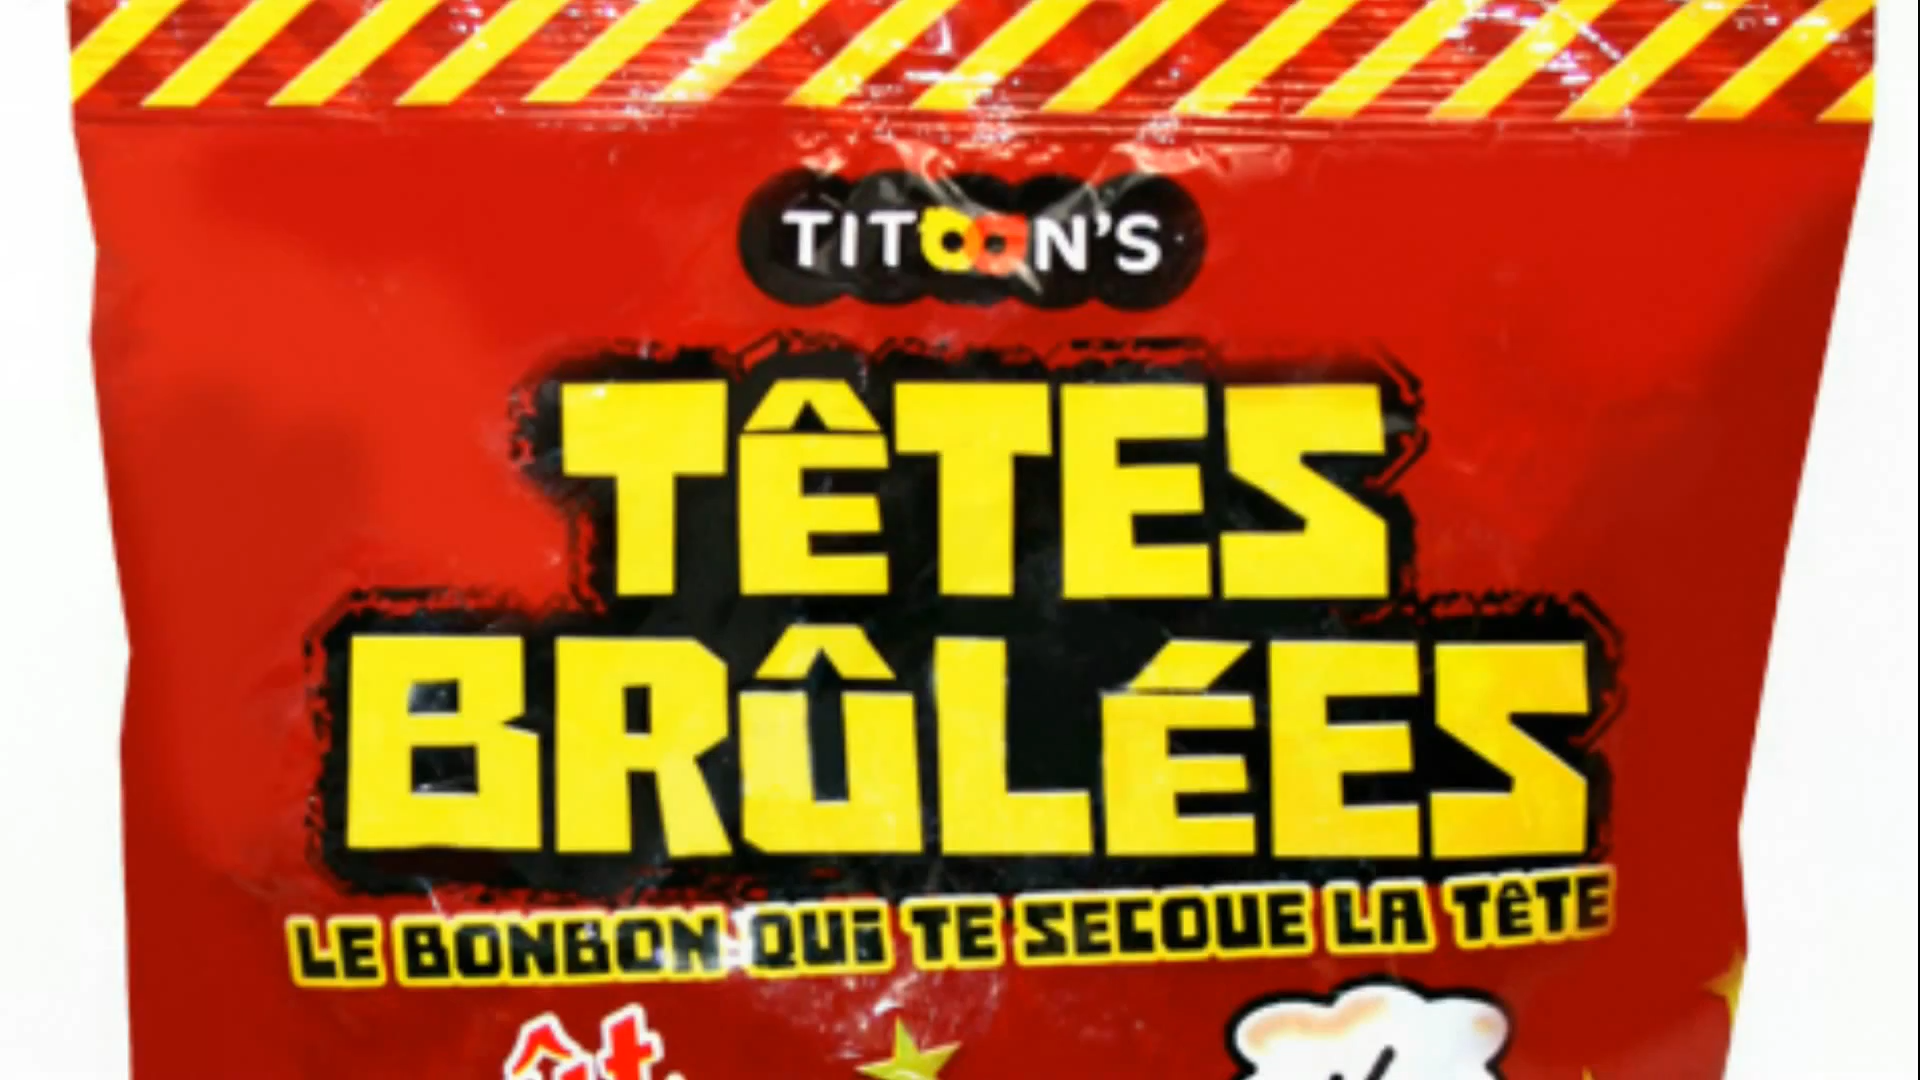 TITOON'S
TÊTES
BRÛLÉES
LE BONBON QUI TE SECOUE LA TÊTE